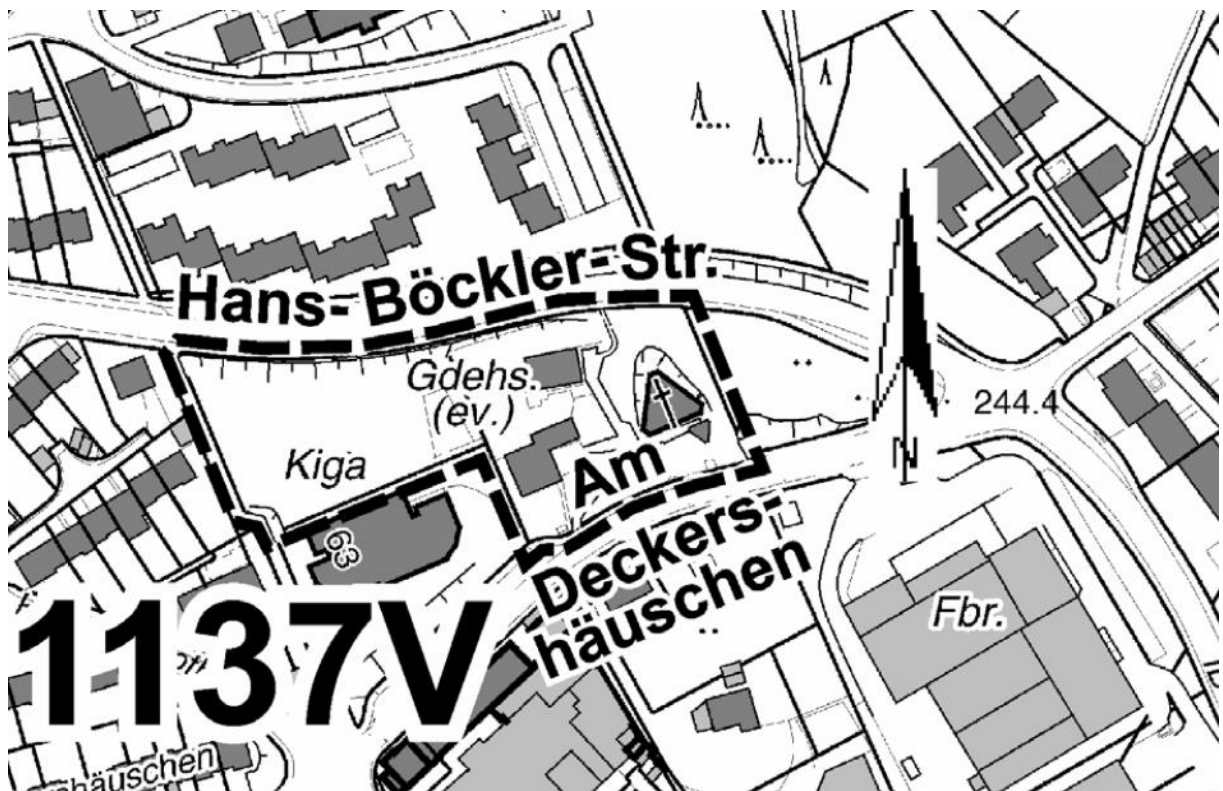 Hans-Böckler-Str.
Gdehs.
(ev.)
244.4
Kiga
Am
63
Deckers-
häuschen
N
Fbr.
1137V
häuschen